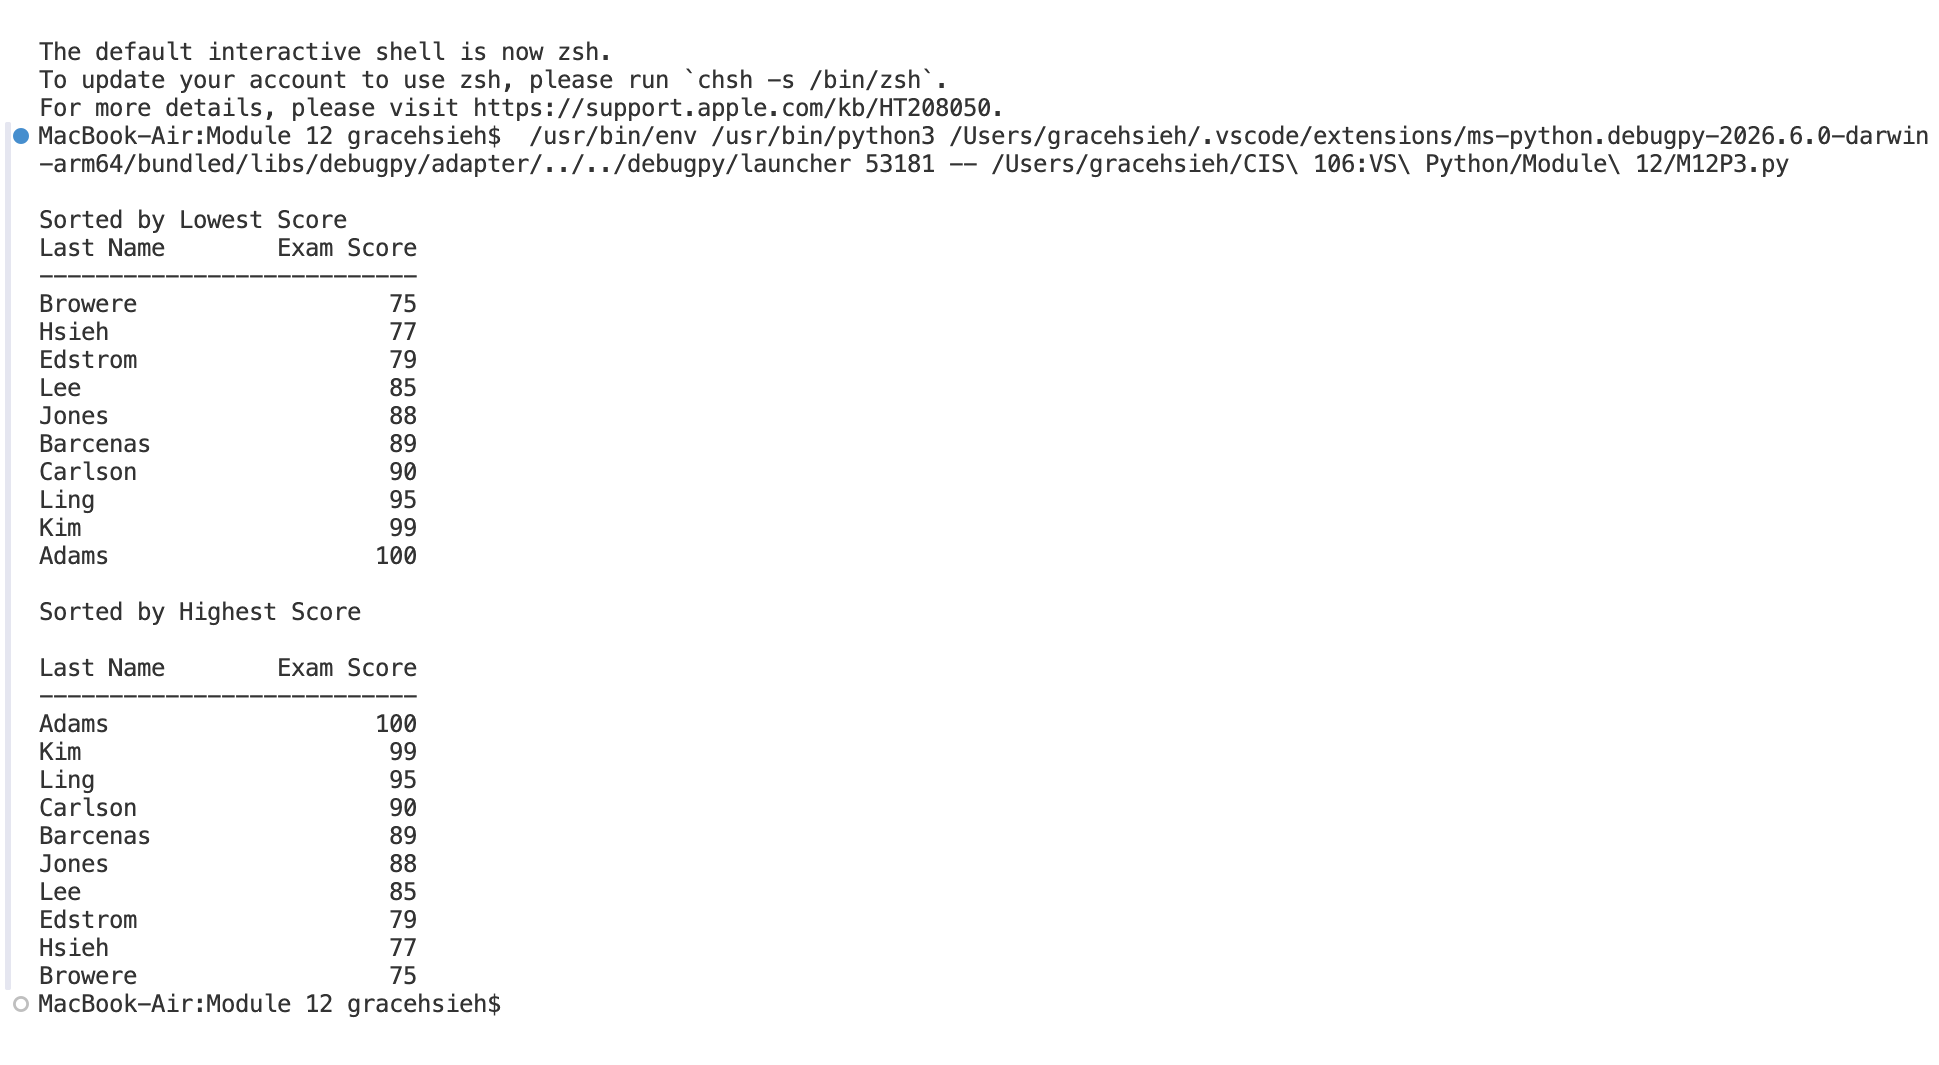 The default interactive shell is now zsh.
To update your account to use zsh, please run `chsh -s /bin/zsh`.
For more details, please visit https://support.apple.com/kb/HT208050.
MacBook-Air:Module 12 gracehsieh$  /usr/bin/env /usr/bin/python3 /Users/gracehsieh/.vscode/extensions/ms-python.debugpy-2026.6.0-darwin
-arm64/bundled/libs/debugpy/adapter/../../debugpy/launcher 53181 -- /Users/gracehsieh/CIS\ 106:VS\ Python/Module\ 12/M12P3.py

Sorted by Lowest Score
Last Name        Exam Score
---------------------------
Browere                  75
Hsieh                    77
Edstrom                  79
Lee                      85
Jones                    88
Barcenas                 89
Carlson                  90
Ling                     95
Kim                      99
Adams                   100

Sorted by Highest Score

Last Name        Exam Score
---------------------------
Adams                   100
Kim                      99
Ling                     95
Carlson                  90
Barcenas                 89
Jones                    88
Lee                      85
Edstrom                  79
Hsieh                    77
Browere                  75
MacBook-Air:Module 12 gracehsieh$